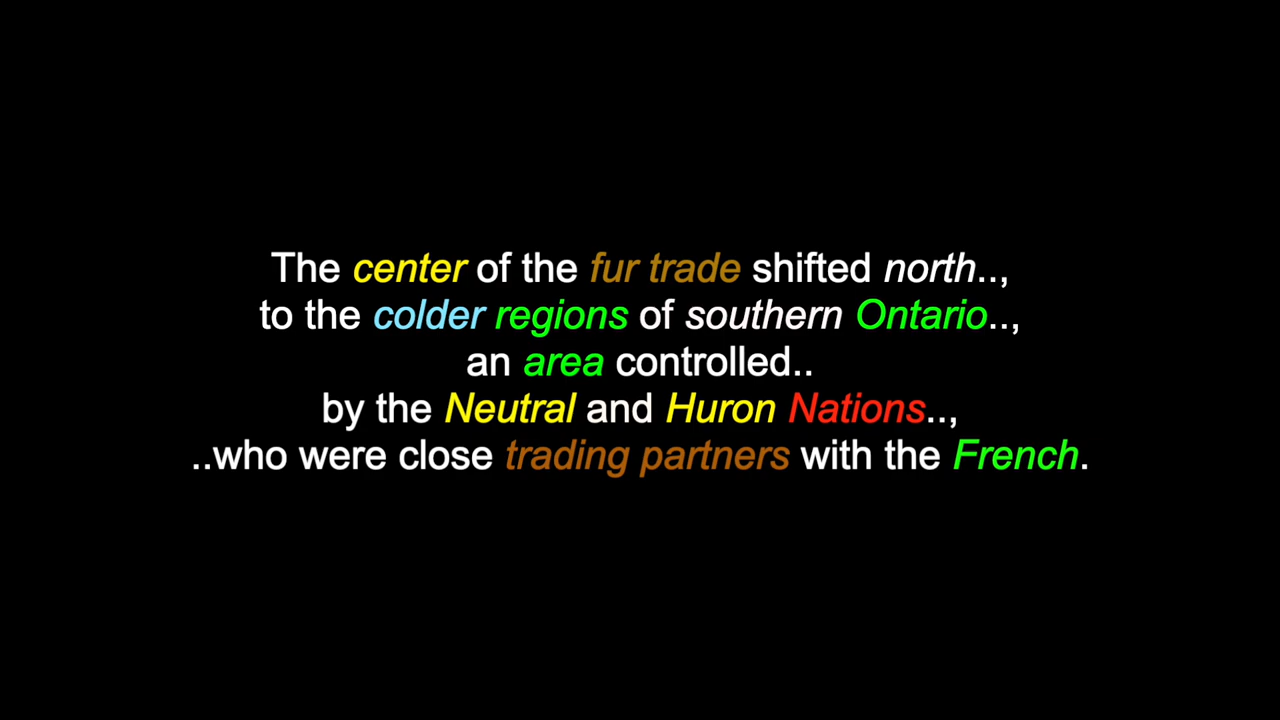 The center of the fur trade shifted north..,
to the colder regions of southern Ontario..,
an area controlled..
by the Neutral and Huron Nations..,
..who were close trading partners with the French.